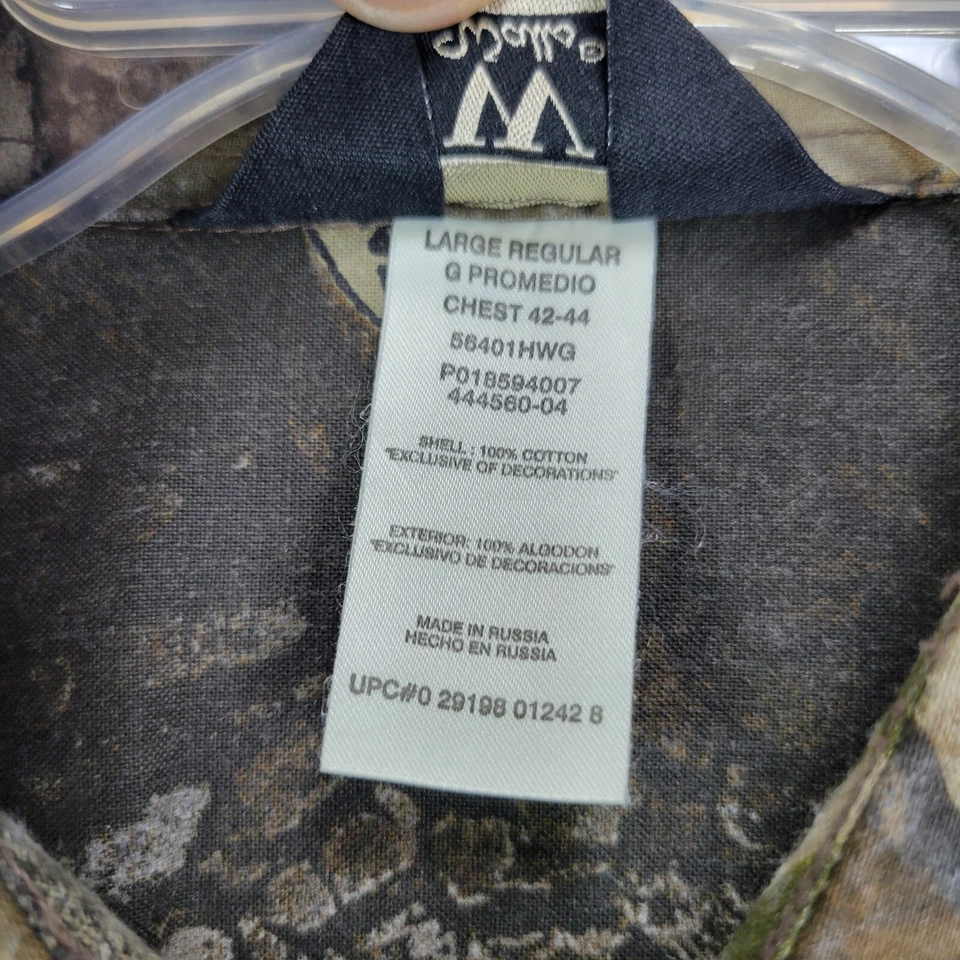 LARGE REGULAR
G PROMEDIO
CHEST 42-44
56401HWG
P018594007
444560-04
SHELL : 100% COTTON
"EXCLUSIVE OF DECORATIONS"
EXTERIOR: 100% ALGODON
"EXCLUSIVO DE DECORACIONS"
MADE IN RUSSIA
HECHO EN RUSSIA
UPC#0 29198 01242 8